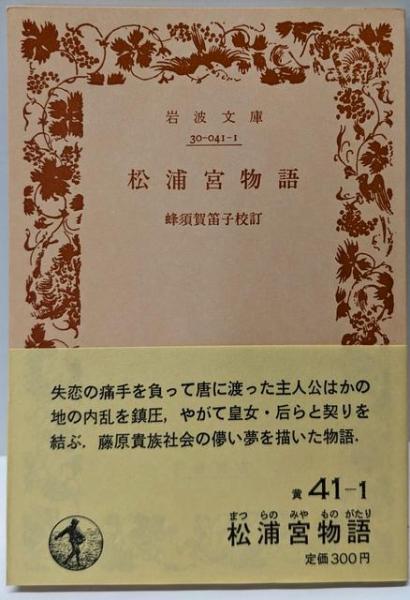 岩波文庫
30-041-1
松浦宮物語
蜂須賀笛子校訂
失恋の痛手を負って唐に渡った主人公はかの
地の内乱を鎮圧，やがて皇女・后らと契りを
結ぶ．藤原貴族社会の儚い夢を描いた物語．
黄 41-1
まつ らの みや もの がたり
松浦宮物語
定価300円